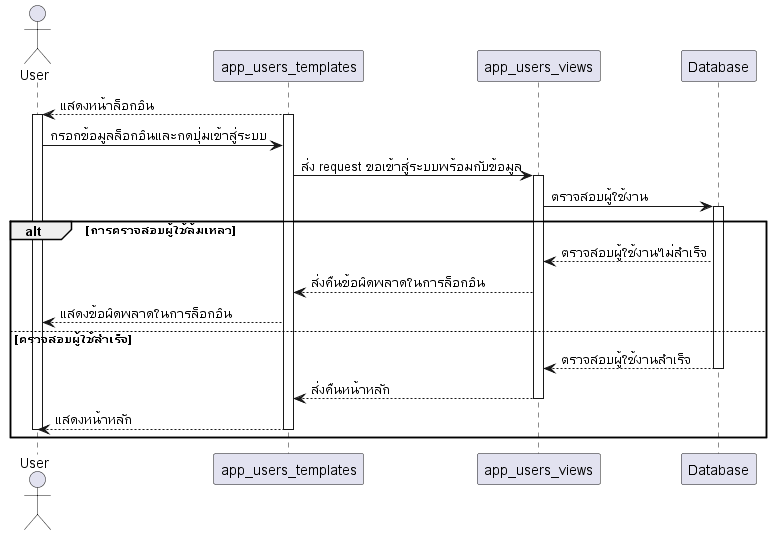 User
app_users_templates
app_users_views
Database
แสดงหน้าล็อกอิน
กรอกข้อมูลล็อกอินและกดปุ่มเข้าสู่ระบบ
ส่ง request ขอเข้าสู่ระบบพร้อมกับข้อมูล
ตรวจสอบผู้ใช้งาน
alt [การตรวจสอบผู้ใช้ล้มเหลว]
ตรวจสอบผู้ใช้งานไม่สำเร็จ
ส่งคืนข้อผิดพลาดในการล็อกอิน
แสดงข้อผิดพลาดในการล็อกอิน
[ตรวจสอบผู้ใช้สำเร็จ]
ตรวจสอบผู้ใช้งานสำเร็จ
ส่งคืนหน้าหลัก
แสดงหน้าหลัก
User
app_users_templates
app_users_views
Database